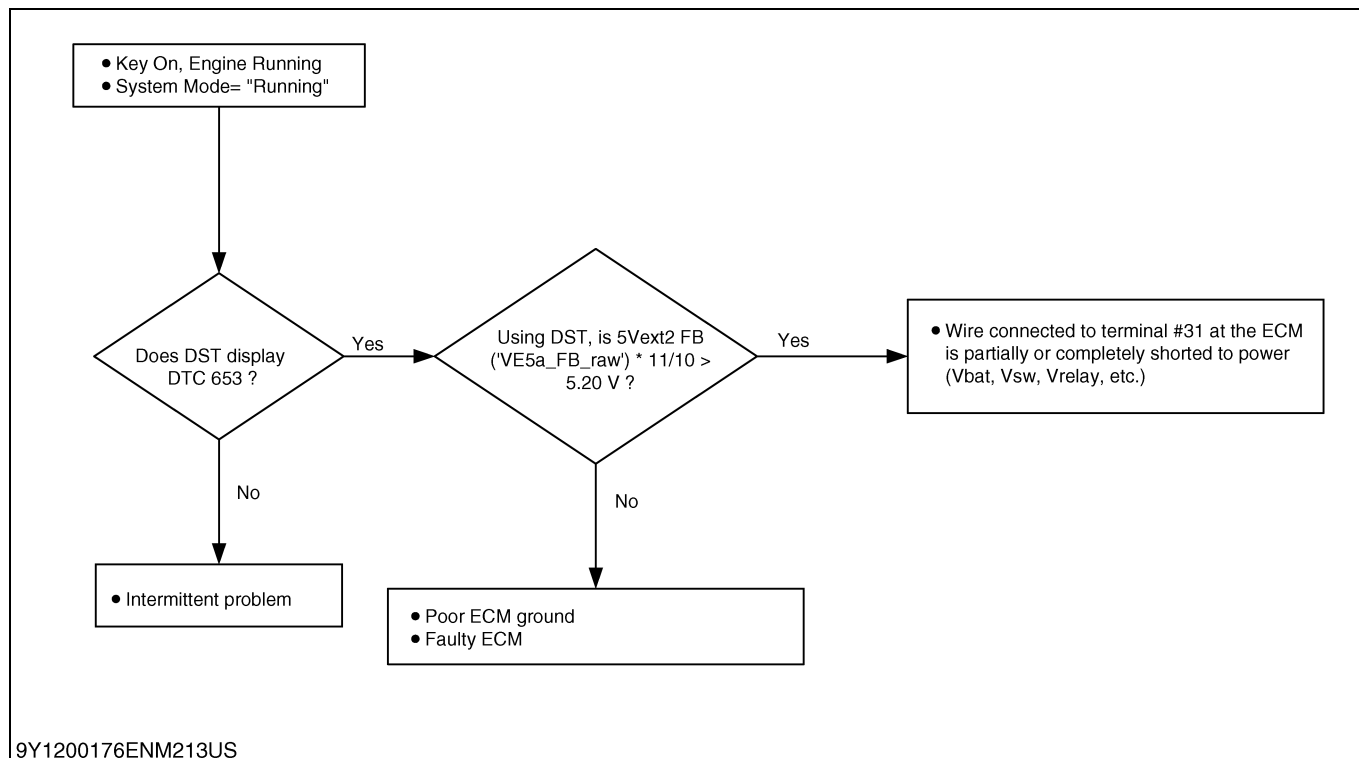 ● Key On, Engine Running
● System Mode= "Running"
Does DST display
DTC 653 ?
Yes
Using DST, is 5Vext2 FB
('VE5a_FB_raw') * 11/10 >
5.20 V ?
Yes
● Wire connected to terminal #31 at the ECM
is partially or completely shorted to power
(Vbat, Vsw, Vrelay, etc.)
No
● Intermittent problem
No
● Poor ECM ground
● Faulty ECM
9Y1200176ENM213US